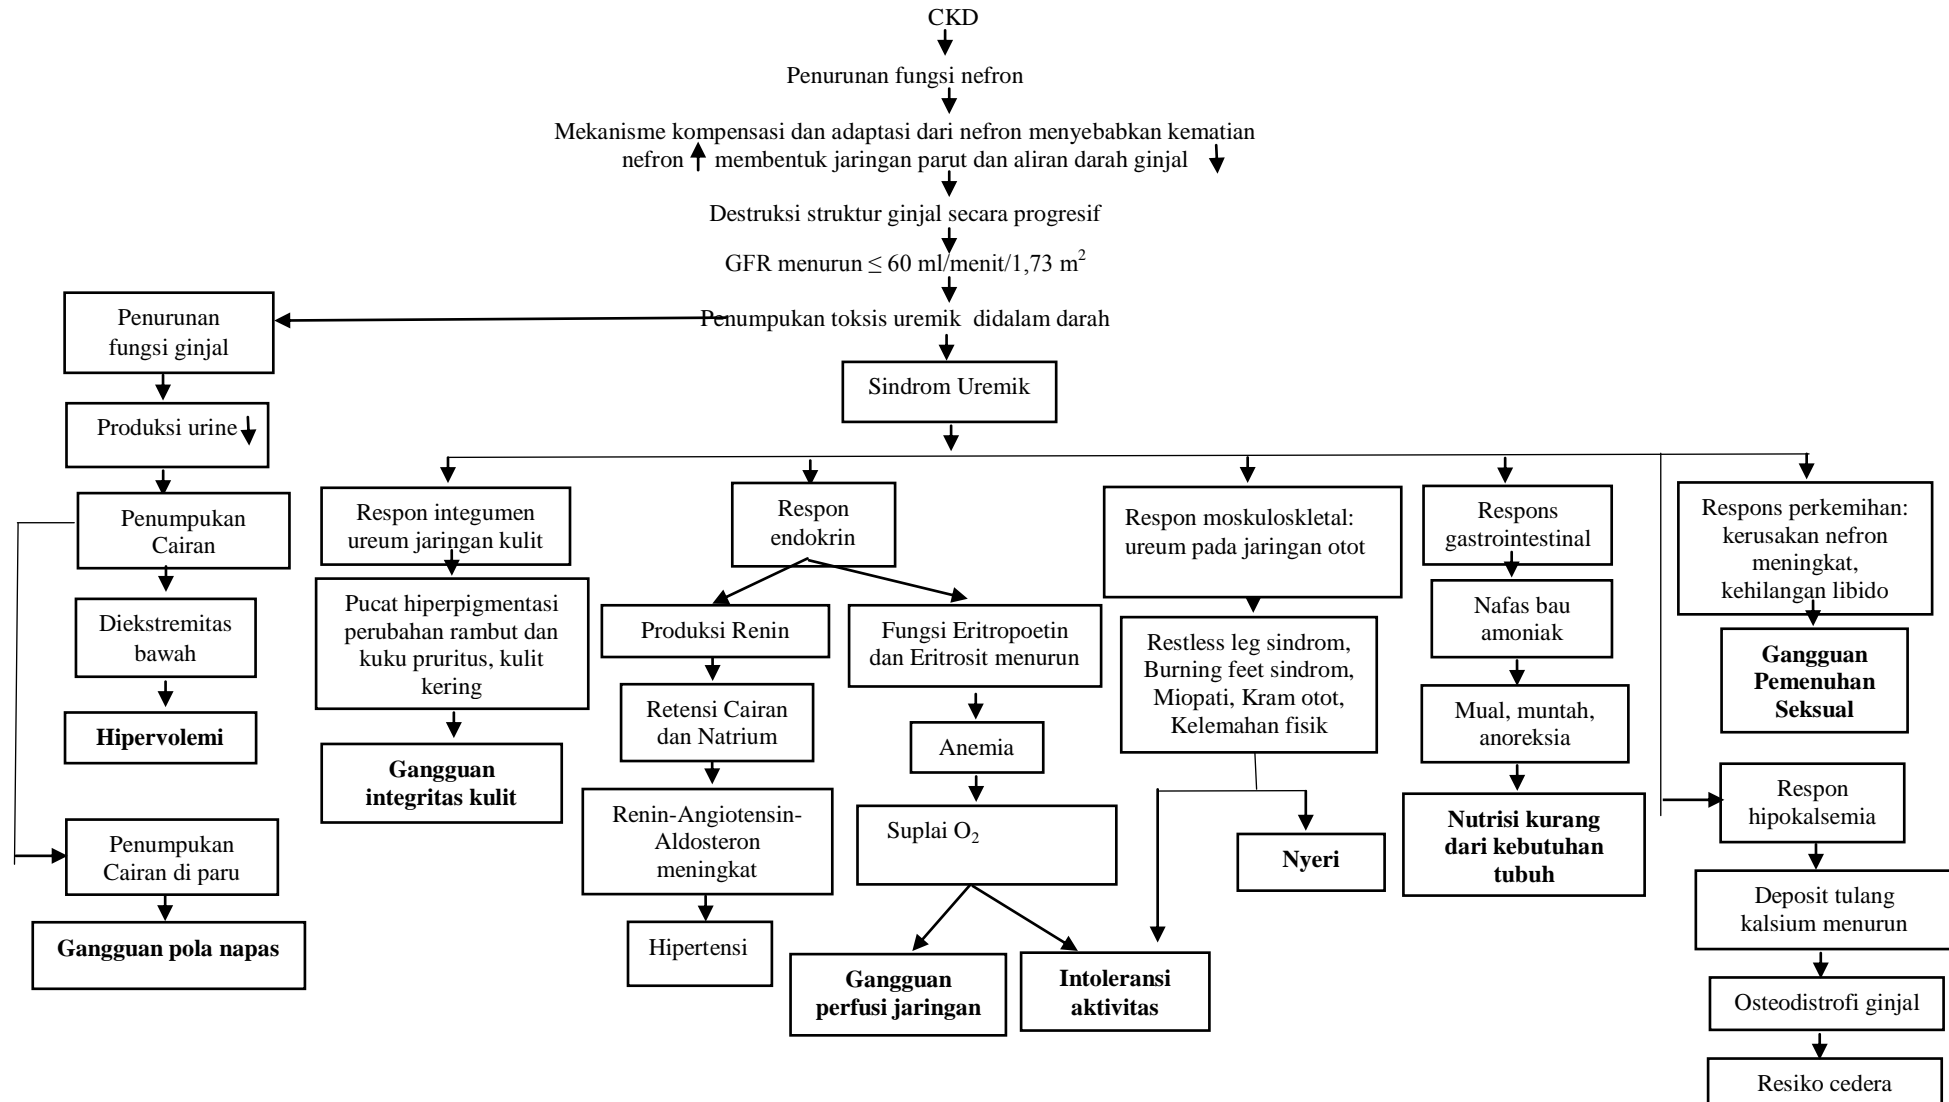 CKD
Penurunan fungsi nefron
Mekanisme kompensasi dan adaptasi dari nefron menyebabkan kematian
nefron membentuk jaringan parut dan aliran darah ginjal
Destruksi struktur ginjal secara progresif
GFR menurun ≤ 60 ml/menit/1,73 m²
Penumpukan toksis uremik didalam darah
Penurunan
fungsi ginjal
Produksi urine
Penumpukan
Cairan
Diekstremitas
bawah
Hipervolemi
Penumpukan
Cairan di paru
Gangguan pola napas
Sindrom Uremik
Respon integumen
ureum jaringan kulit
Pucat hiperpigmentasi
perubahan rambut dan
kuku pruritus, kulit
kering
Gangguan
integritas kulit
Respon
endokrin
Produksi Renin
Retensi Cairan
dan Natrium
Renin-Angiotensin-
Aldosteron
meningkat
Hipertensi
Fungsi Eritropoetin
dan Eritrosit menurun
Anemia
Suplai O₂
Gangguan
perfusi jaringan
Intoleransi
aktivitas
Respon moskuloskletal:
ureum pada jaringan otot
Restless leg sindrom,
Burning feet sindrom,
Miopati, Kram otot,
Kelemahan fisik
Nyeri
Respons
gastrointestinal
Nafas bau
amoniak
Mual, muntah,
anoreksia
Nutrisi kurang
dari kebutuhan
tubuh
Respons perkemihan:
kerusakan nefron
meningkat,
kehilangan libido
Gangguan
Pemenuhan
Seksual
Respon
hipokalsemia
Deposit tulang
kalsium menurun
Osteodistrofi ginjal
Resiko cedera